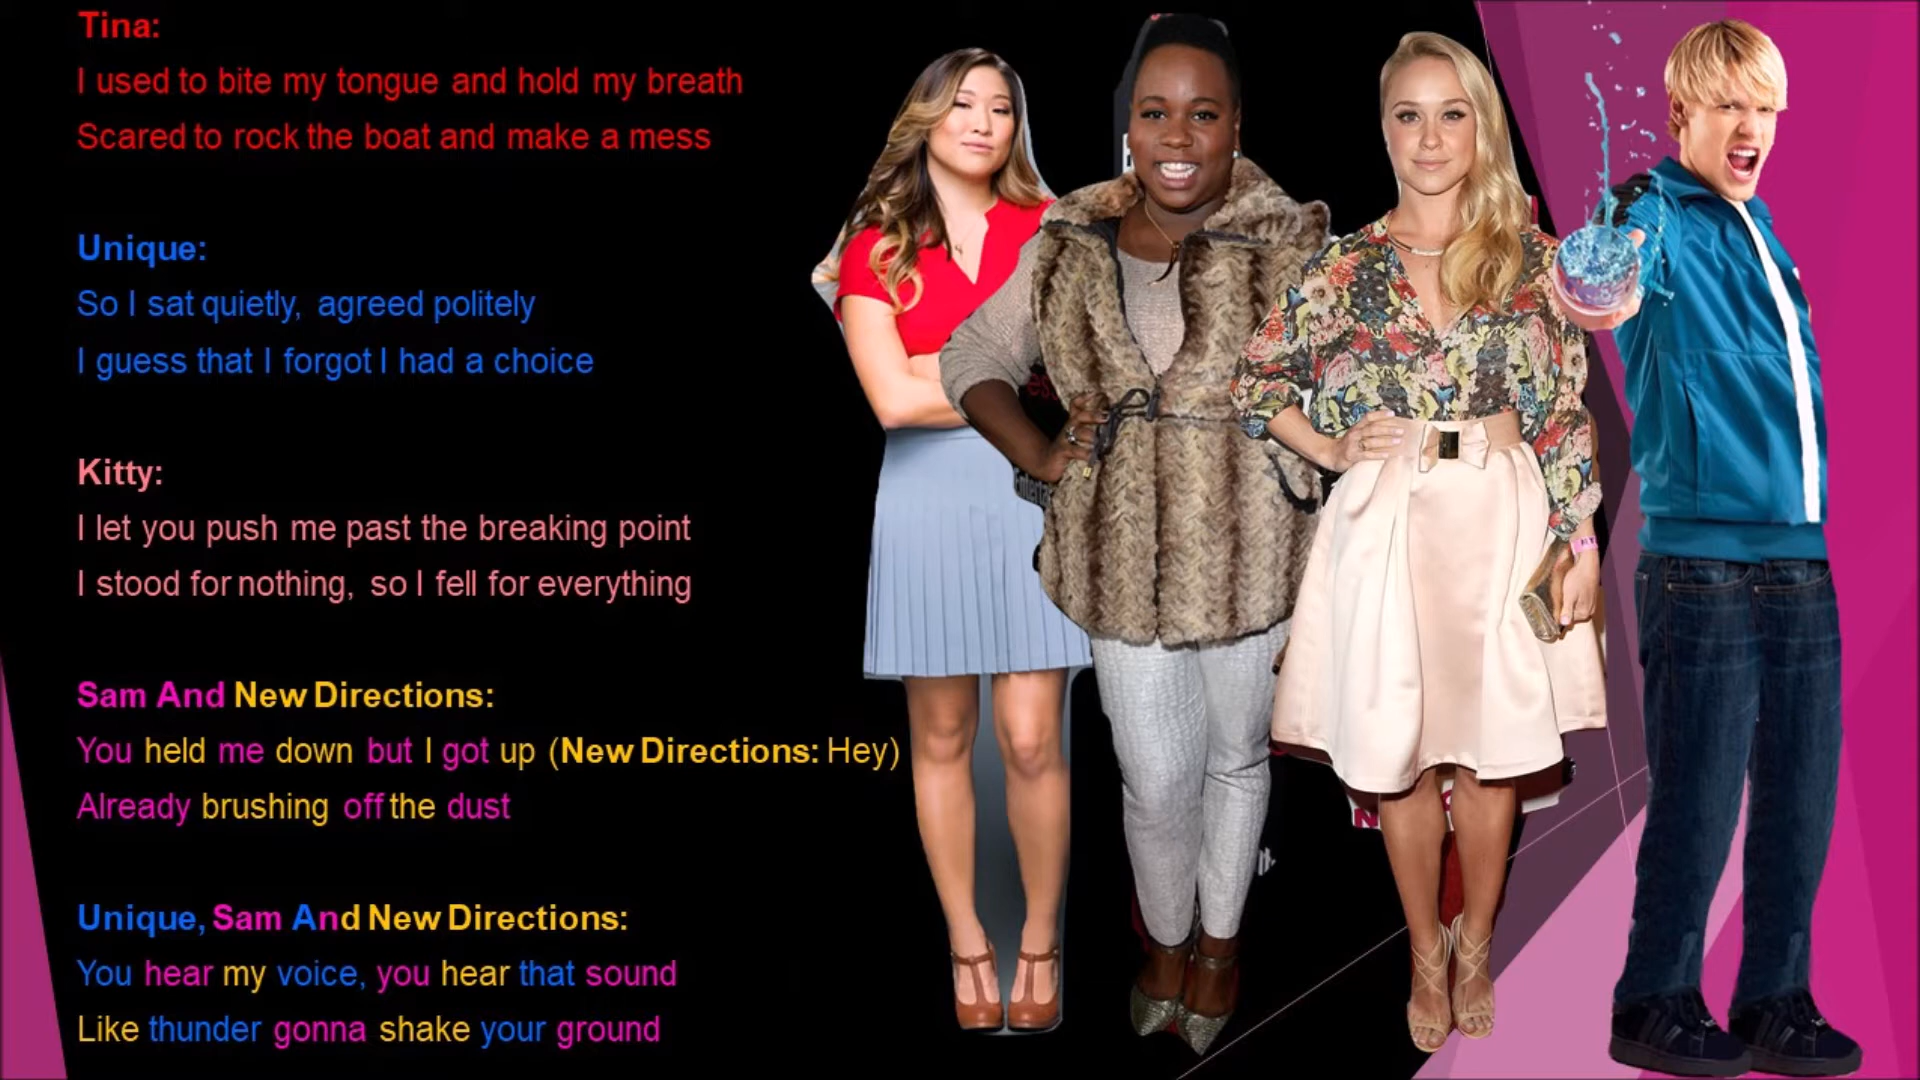 Tina:
I used to bite my tongue and hold my breath
Scared to rock the boat and make a mess
Unique:
So I sat quietly, agreed politely
I guess that I forgot I had a choice
Kitty:
I let you push me past the breaking point
I stood for nothing, so I fell for everything
Sam And New Directions:
You held me down but I got up (New Directions: Hey)
Already brushing off the dust
Unique, Sam And New Directions:
You hear my voice, you hear that sound
Like thunder gonna shake your ground